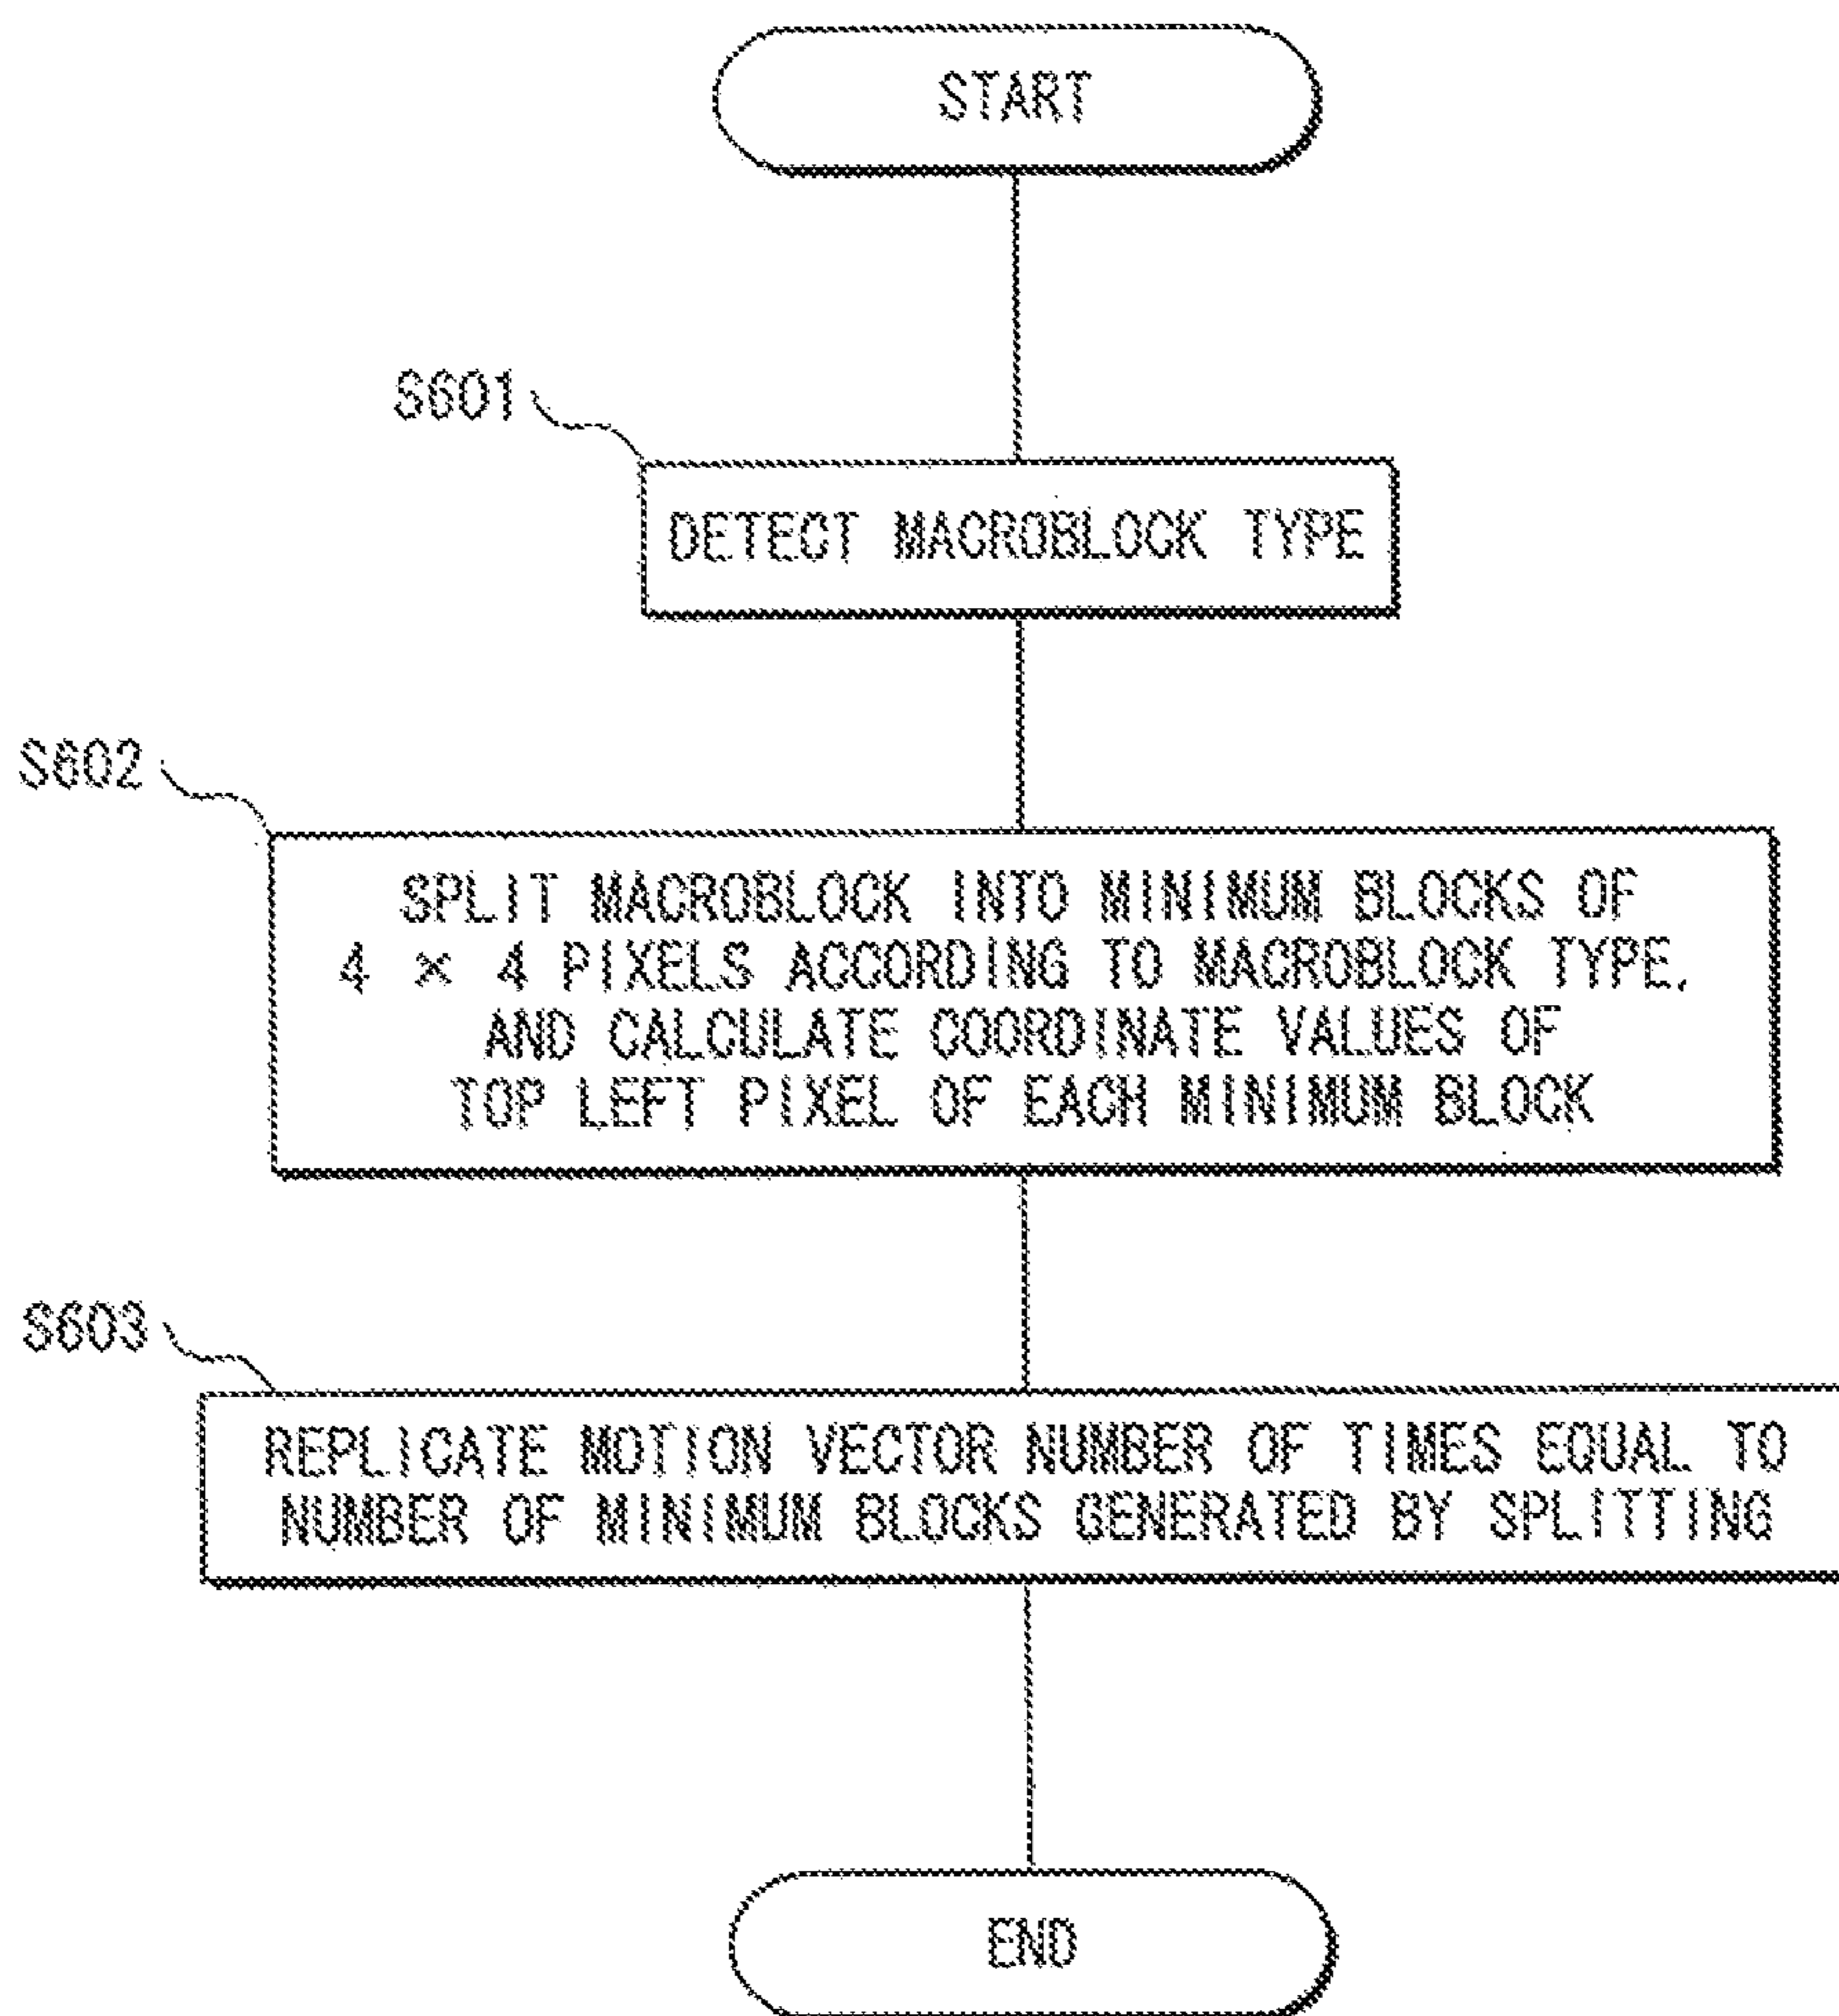 START
S601
DETECT MACROBLOCK TYPE
S602
SPLIT MACROBLOCK INTO MINIMUM BLOCKS OF
4 × 4 PIXELS ACCORDING TO MACROBLOCK TYPE,
AND CALCULATE COORDINATE VALUES OF
TOP LEFT PIXEL OF EACH MINIMUM BLOCK
S603
REPLICATE MOTION VECTOR NUMBER OF TIMES EQUAL TO
NUMBER OF MINIMUM BLOCKS GENERATED BY SPLITTING
END